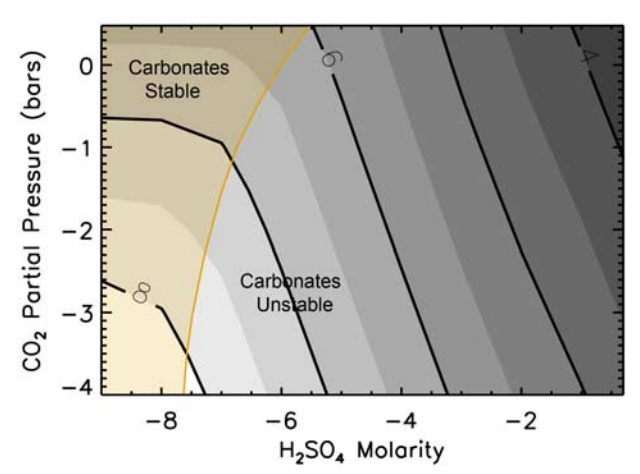 CO2 Partial Pressure (bars)
0
−1
−2
−3
−4
Carbonates
Stable
Carbonates
Unstable
8
6
4
−8
−6
−4
−2
H2SO4 Molarity